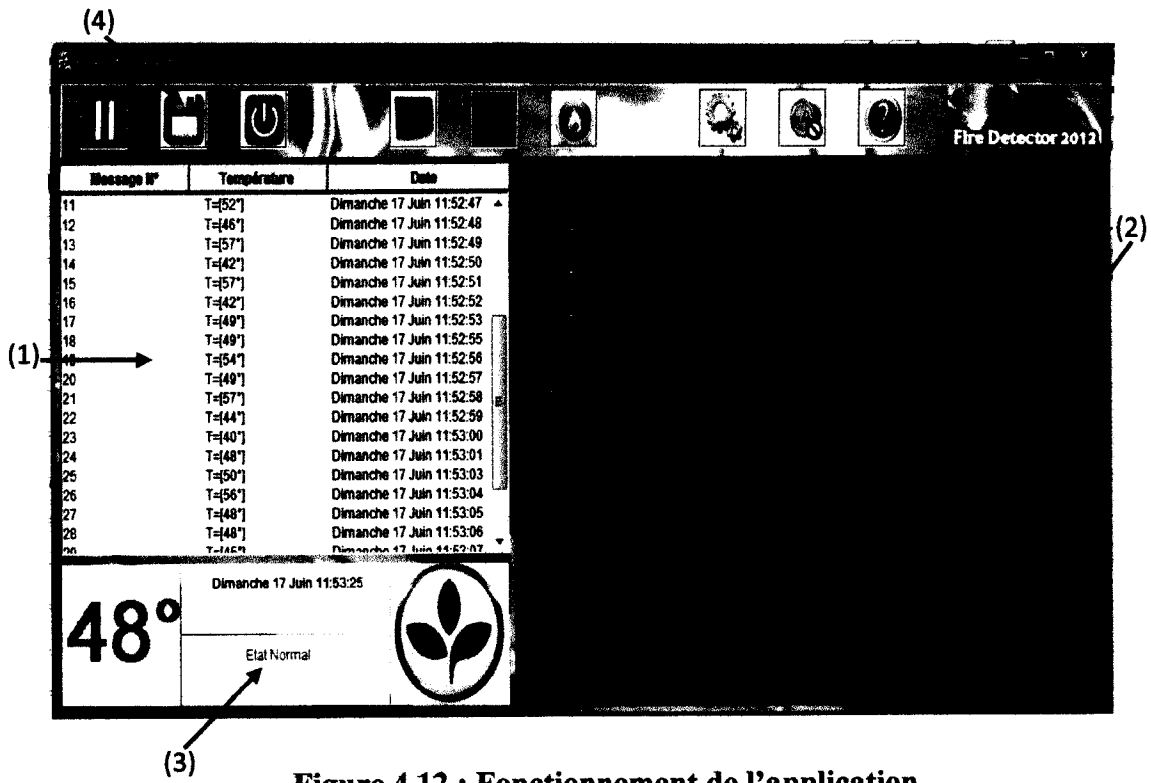 (4)
Fire Detector 2012
Message N° Température Date
11 T=[52°] Dimanche 17 Juin 11:52:47
12 T=[46°] Dimanche 17 Juin 11:52:48
13 T=[57°] Dimanche 17 Juin 11:52:49
14 T=[42°] Dimanche 17 Juin 11:52:50
15 T=[57°] Dimanche 17 Juin 11:52:51
16 T=[42°] Dimanche 17 Juin 11:52:52
17 T=[49°] Dimanche 17 Juin 11:52:53
18 T=[49°] Dimanche 17 Juin 11:52:55
(1)
19 T=[54°] Dimanche 17 Juin 11:52:56
20 T=[49°] Dimanche 17 Juin 11:52:57
21 T=[57°] Dimanche 17 Juin 11:52:58
22 T=[44°] Dimanche 17 Juin 11:52:59
23 T=[40°] Dimanche 17 Juin 11:53:00
24 T=[48°] Dimanche 17 Juin 11:53:01
25 T=[50°] Dimanche 17 Juin 11:53:03
26 T=[56°] Dimanche 17 Juin 11:53:04
27 T=[48°] Dimanche 17 Juin 11:53:05
28 T=[48°] Dimanche 17 Juin 11:53:06
Dimanche 17 Juin 11:53:07
(2)
48°
Dimanche 17 Juin 11:53:25
Etat Normal
(3)
Figure 4.12 : Fonctionnement de l'application